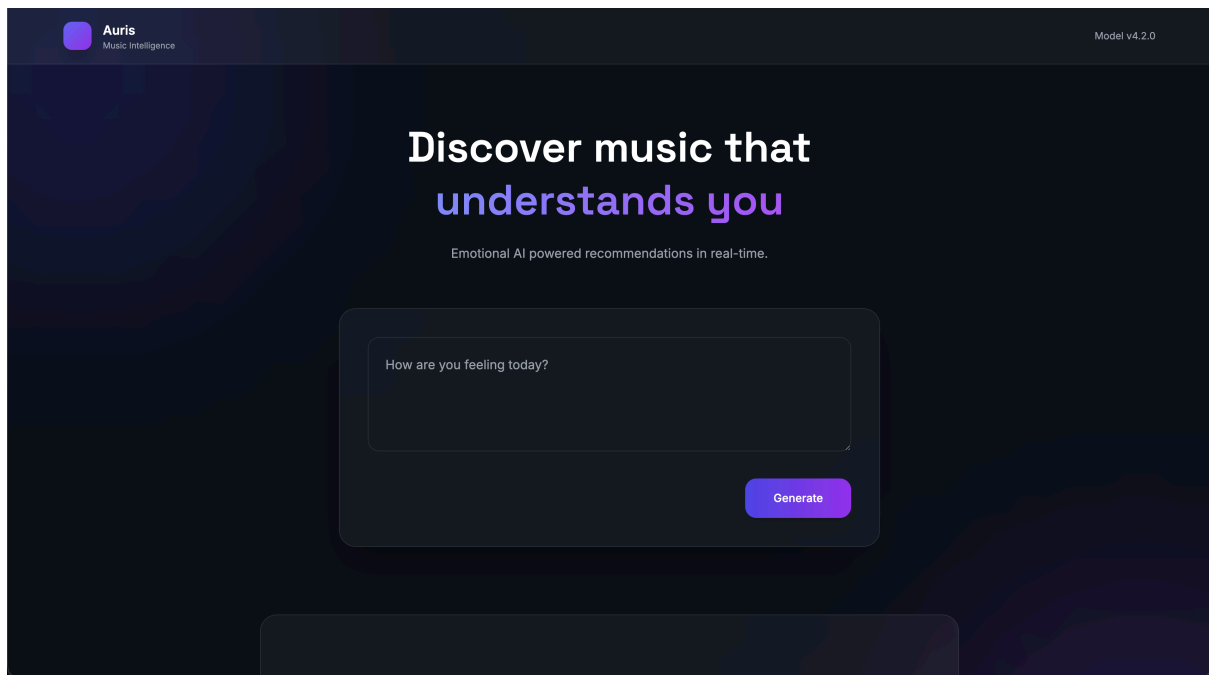 Auris
Music Intelligence
Model v4.2.0
Discover music that
understands you
Emotional AI powered recommendations in real-time.
How are you feeling today?
Generate